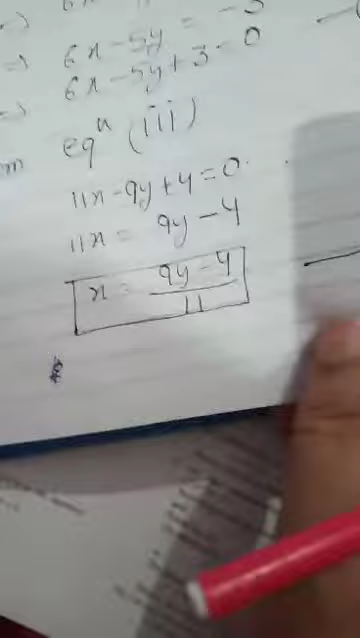 => 6x - 5y = -3
=> 6x - 5y + 3 = 0
eqⁿ (iii)
11x - 9y + 4 = 0
11x = 9y - 4
x = 9y - 4
11